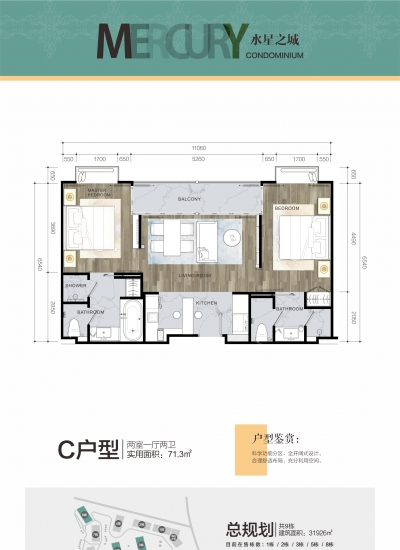 MERCURY 水星之城
CONDOMINIUM
11060
550 1700 650 5260 650 1700 550
MASTER BEDROOM
BALCONY
BEDROOM
LIVING ROOM
SHOWER
KITCHEN
BATHROOM
BATHROOM
650
3890
6540
2050
650
4490
6540
2050
C户型
两室一厅两卫
实用面积：71.3㎡
户型鉴赏：
科学功能分区，全开间式设计，
合理舒适布局，充分利用空间。
总规划
共9栋
建筑面积：31926㎡
目前在售栋数：1栋 / 2栋 / 3栋 / 5栋 / 8栋